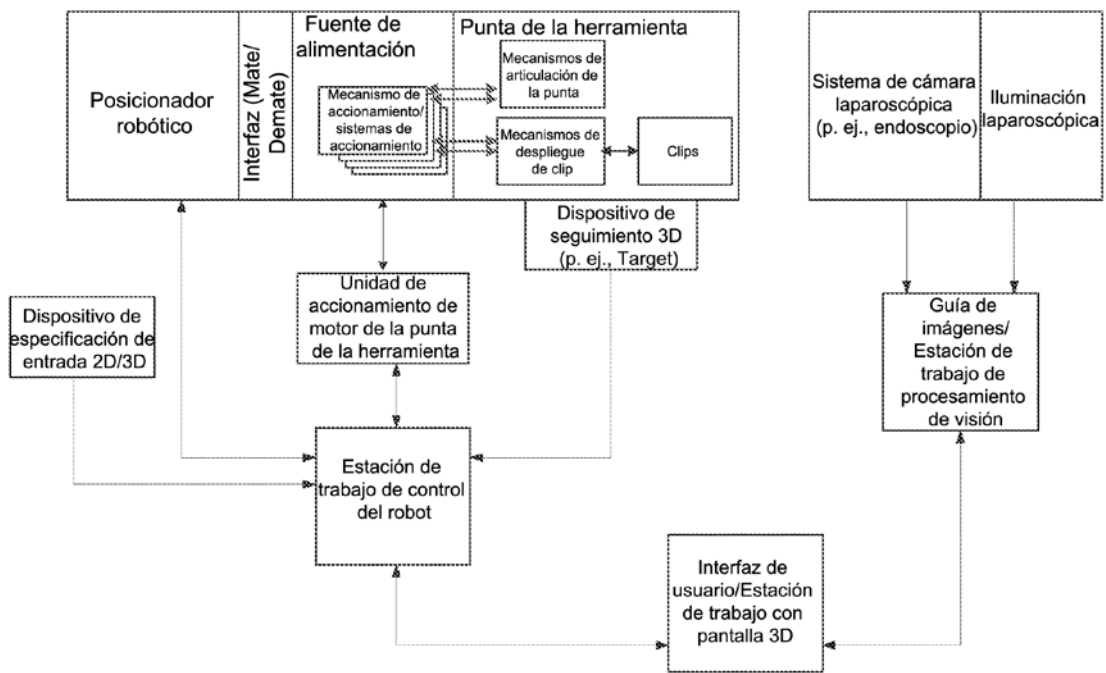 Posicionador
robótico
Interfaz (Mate/
Demate)
Fuente de
alimentación
Mecanismo de
accionamiento/
sistemas de
accionamiento
Punta de la herramienta
Mecanismos de
articulación de
la punta
Mecanismos de
despliegue
de clip
Clips
Sistema de cámara
laparoscópica
(p. ej., endoscopio)
Iluminación
laparoscópica
Dispositivo de
seguimiento 3D
(p. ej., Target)
Unidad de
accionamiento de
motor de la punta
de la herramienta
Dispositivo de
especificación de
entrada 2D/3D
Guía de
imágenes/
Estación de
trabajo de
procesamiento
de visión
Estación de
trabajo de control
del robot
Interfaz de
usuario/Estación
de trabajo con
pantalla 3D